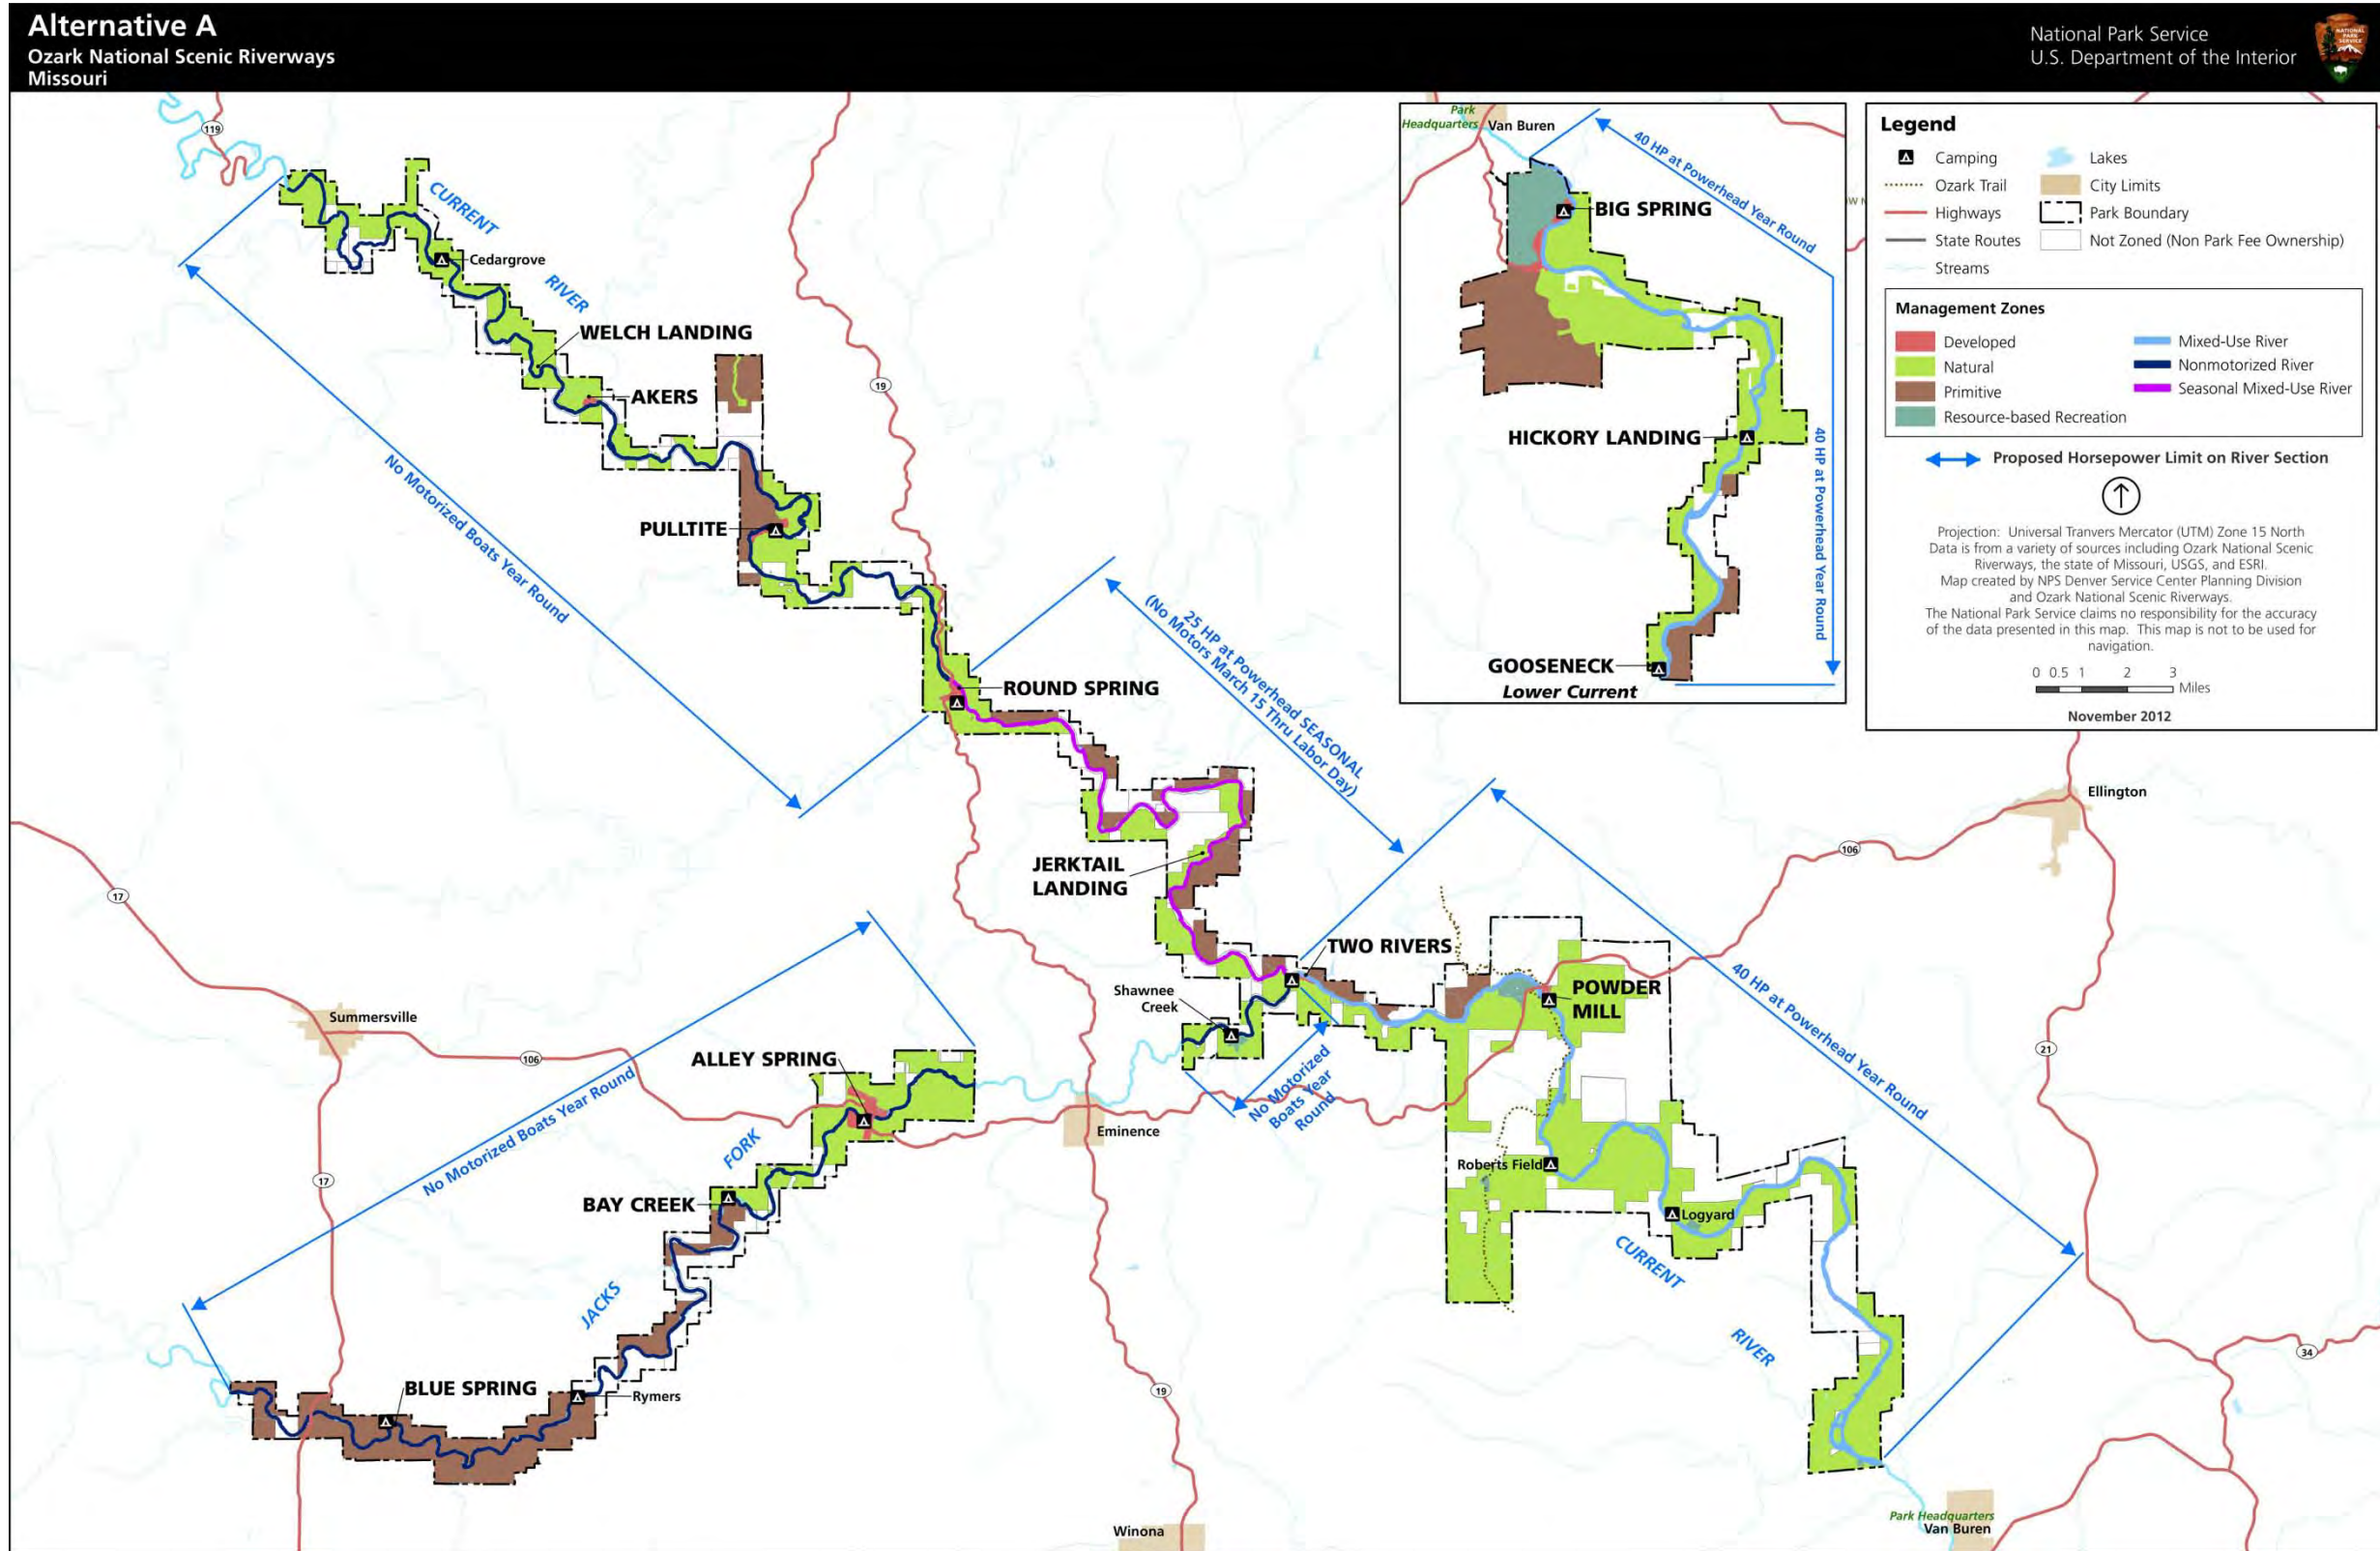 Alternative A
Ozark National Scenic Riverways
Missouri
National Park Service
U.S. Department of the Interior
NATIONAL
PARK
SERVICE
119
CURRENT
RIVER
Cedargrove
WELCH LANDING
AKERS
19
No Motorized Boats Year Round
PULLTITE
ROUND SPRING
25 HP at Powerhead SEASONAL
(No Motors March 15 Thru Labor Day)
JERKTAIL
LANDING
17
TWO RIVERS
Shawnee
Creek
POWDER
MILL
40 HP at Powerhead Year Round
106
Ellington
21
Summersville
106
ALLEY SPRING
No Motorized Boats Year Round
No Motorized
Boats Year
Round
Eminence
FORK
17
BAY CREEK
Roberts Field
Logyard
CURRENT
RIVER
JACKS
34
BLUE SPRING
Rymers
19
Winona
Park Headquarters
Van Buren
Park
Headquarters
Van Buren
40 HP at Powerhead Year Round
BIG SPRING
HICKORY LANDING
40 HP at Powerhead Year Round
GOOSENECK
Lower Current
Legend
Camping
Ozark Trail
Highways
State Routes
Streams
Lakes
City Limits
Park Boundary
Not Zoned (Non Park Fee Ownership)
Management Zones
Developed
Natural
Primitive
Resource-based Recreation
Mixed-Use River
Nonmotorized River
Seasonal Mixed-Use River
Proposed Horsepower Limit on River Section
Projection: Universal Tranvers Mercator (UTM) Zone 15 North
Data is from a variety of sources including Ozark National Scenic
Riverways, the state of Missouri, USGS, and ESRI.
Map created by NPS Denver Service Center Planning Division
and Ozark National Scenic Riverways.
The National Park Service claims no responsibility for the accuracy
of the data presented in this map. This map is not to be used for
navigation.
0 0.5 1 2 3
Miles
November 2012